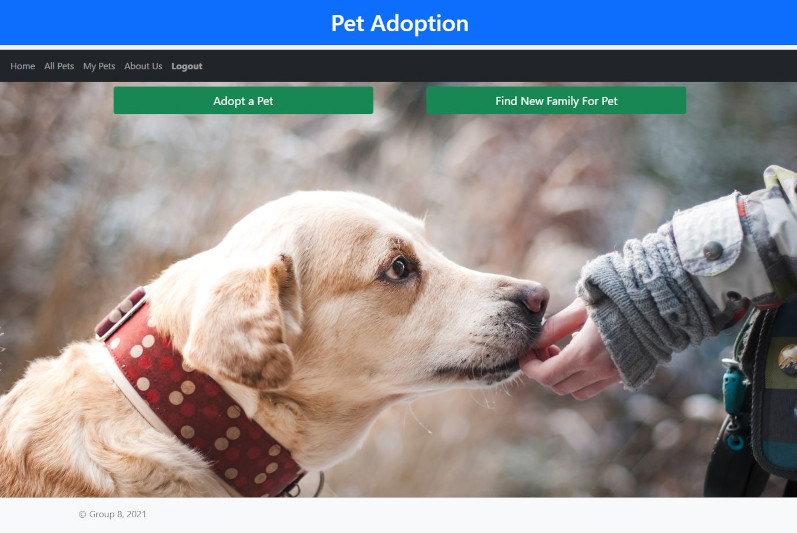 Pet Adoption
Home All Pets My Pets About Us Logout
Adopt a Pet Find New Family For Pet
© Group 8, 2021